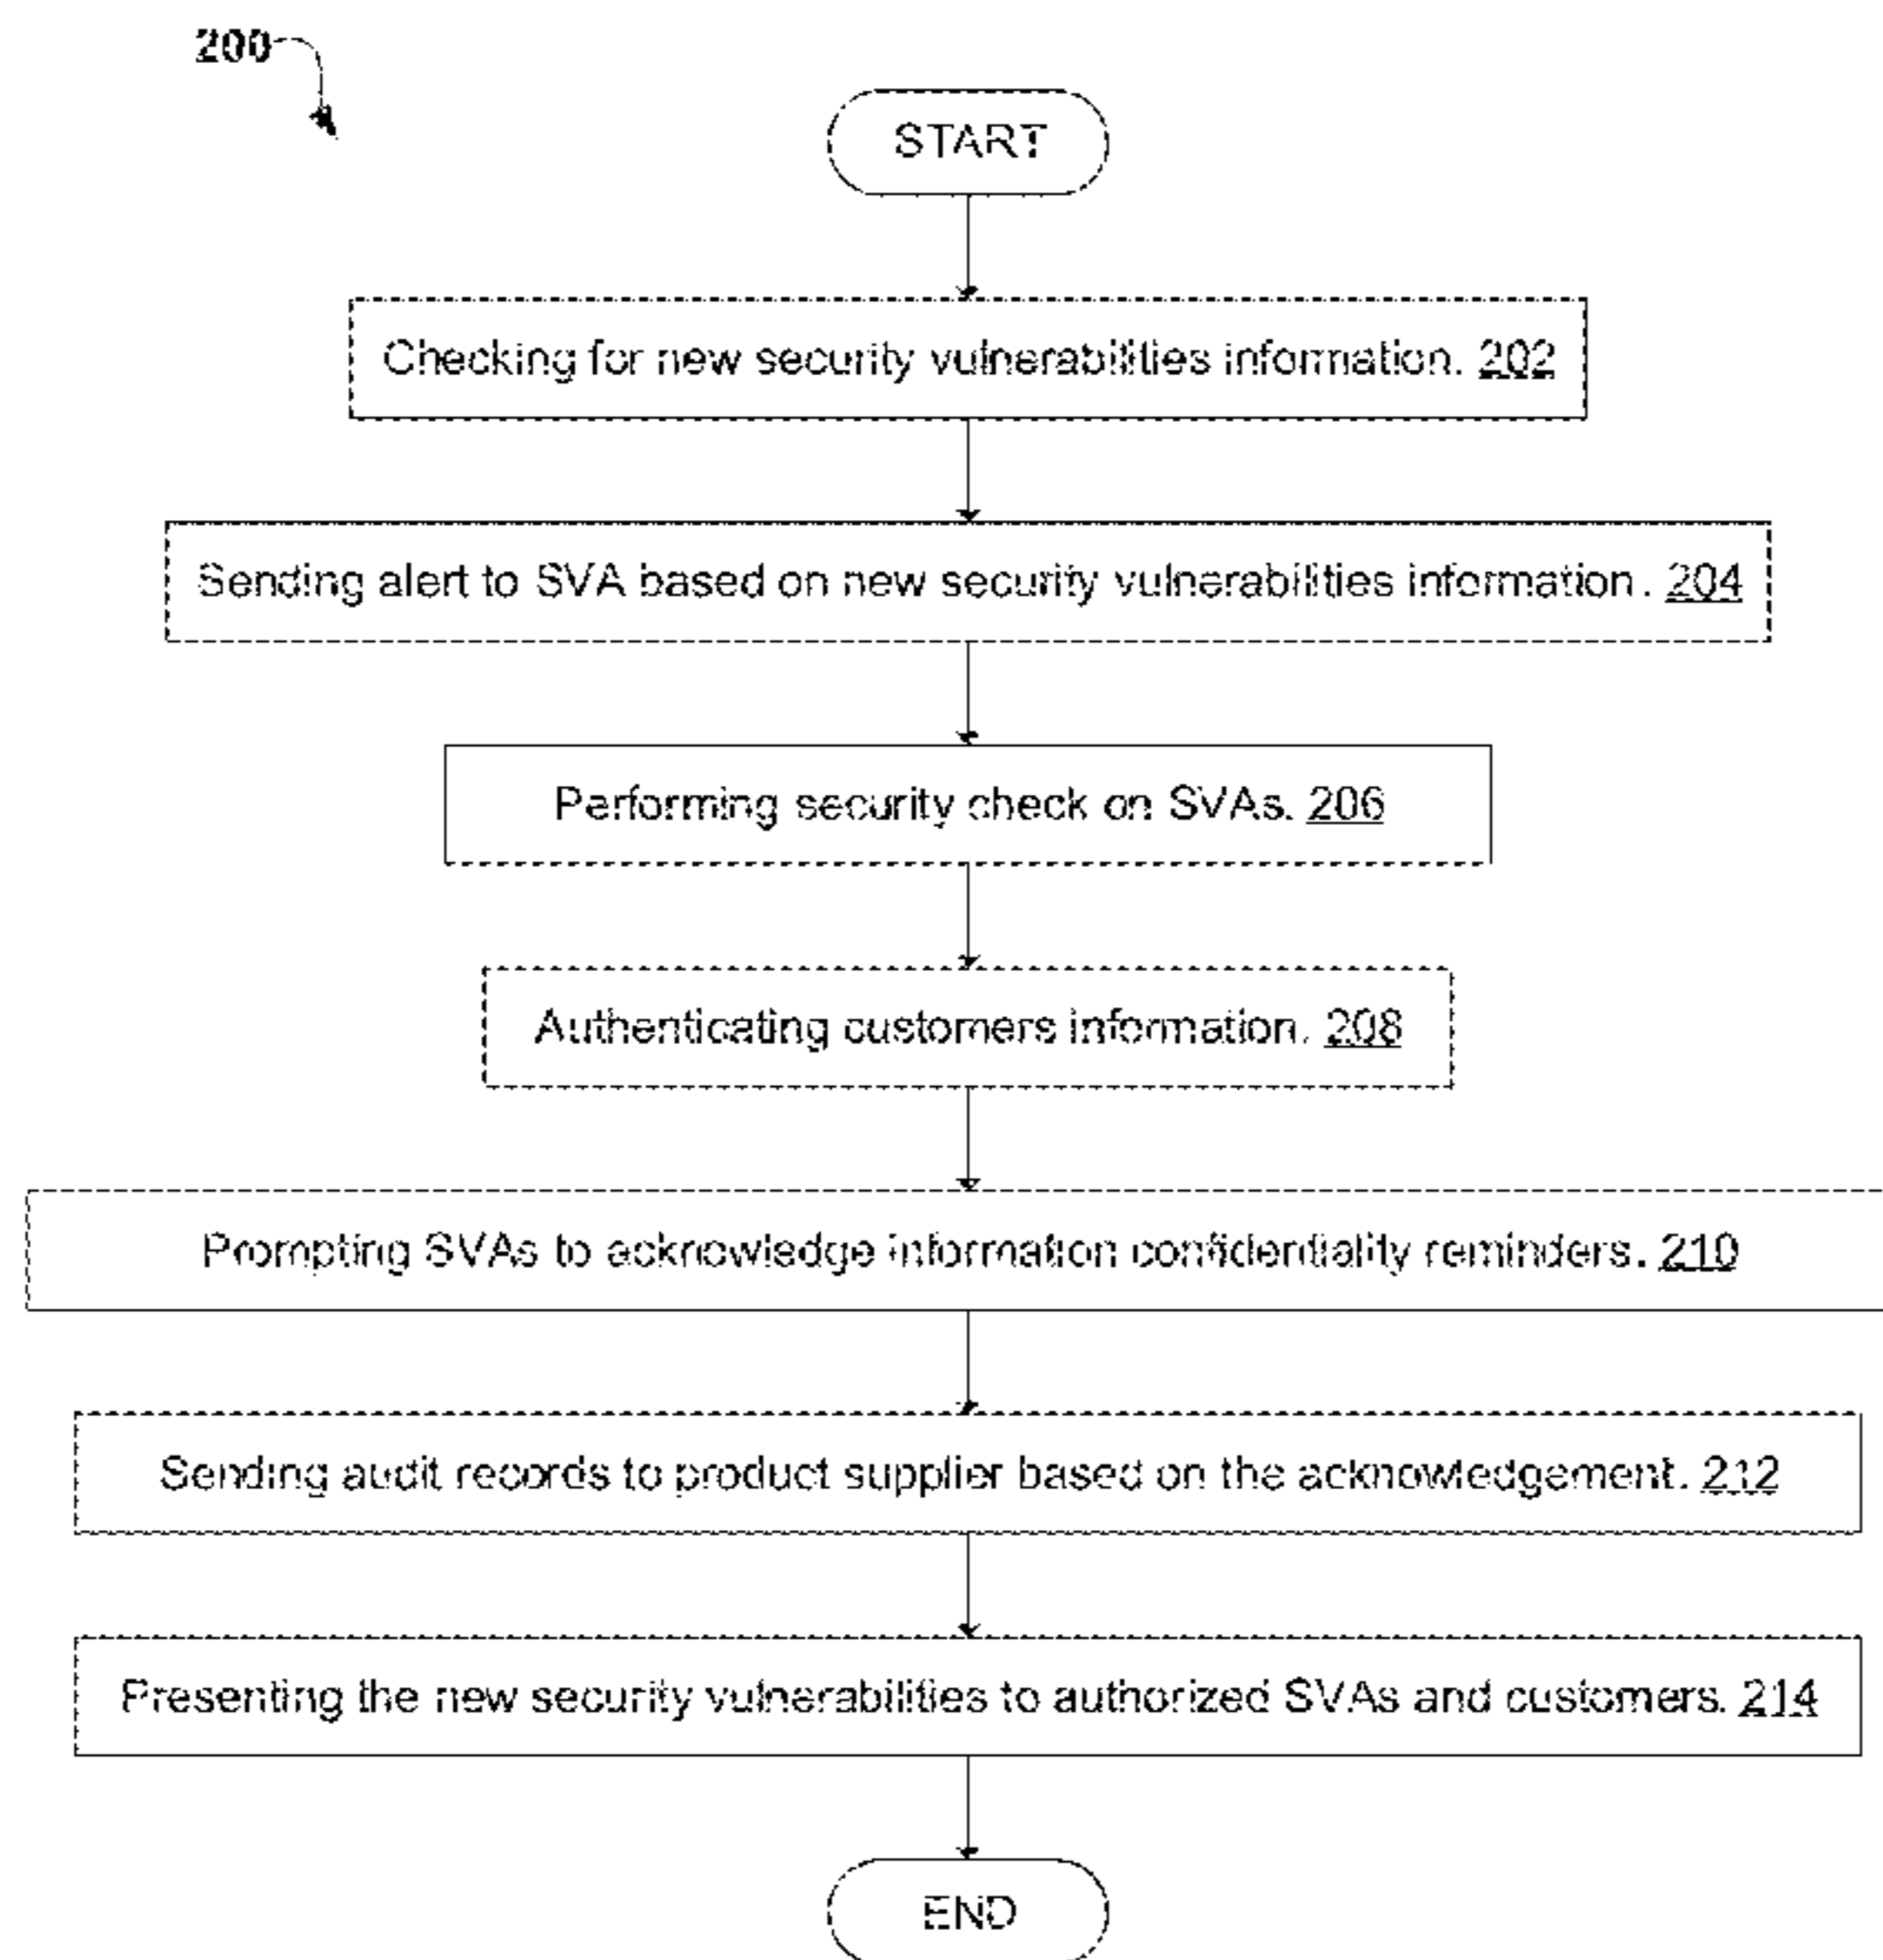 200
START
Checking for new security vulnerabilities information. 202
Sending alert to SVA based on new security vulnerabilities information. 204
Performing security check on SVAs. 206
Authenticating customers information. 208
Prompting SVAs to acknowledge information confidentiality reminders. 210
Sending audit records to product supplier based on the acknowledgement. 212
Presenting the new security vulnerabilities to authorized SVAs and customers. 214
END